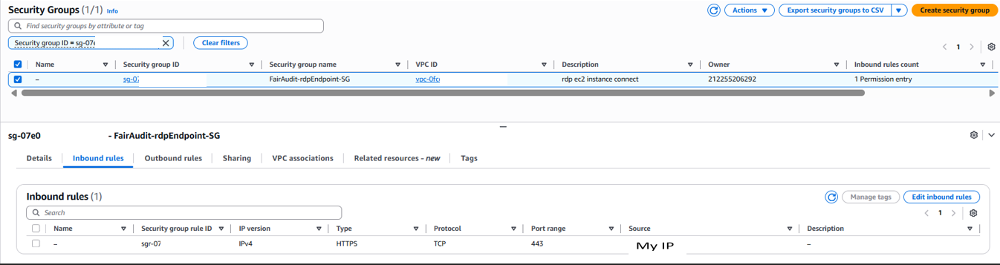 Security Groups (1/1) Info
Actions Export security groups to CSV Create security group
Find security groups by attribute or tag
Security group ID = sg-07e Clear filters
1
Name Security group ID Security group name VPC ID Description Owner Inbound rules count
– sg-07 FairAudit-rdpEndpoint-SG vpc-0fc rdp ec2 instance connect 212255206292 1 Permission entry
sg-07e0 - FairAudit-rdpEndpoint-SG
Details Inbound rules Outbound rules Sharing VPC associations Related resources - new Tags
Inbound rules (1)
Manage tags Edit inbound rules
Search
1
Name Security group rule ID IP version Type Protocol Port range Source Description
– sgr-07 IPv4 HTTPS TCP 443 My IP –